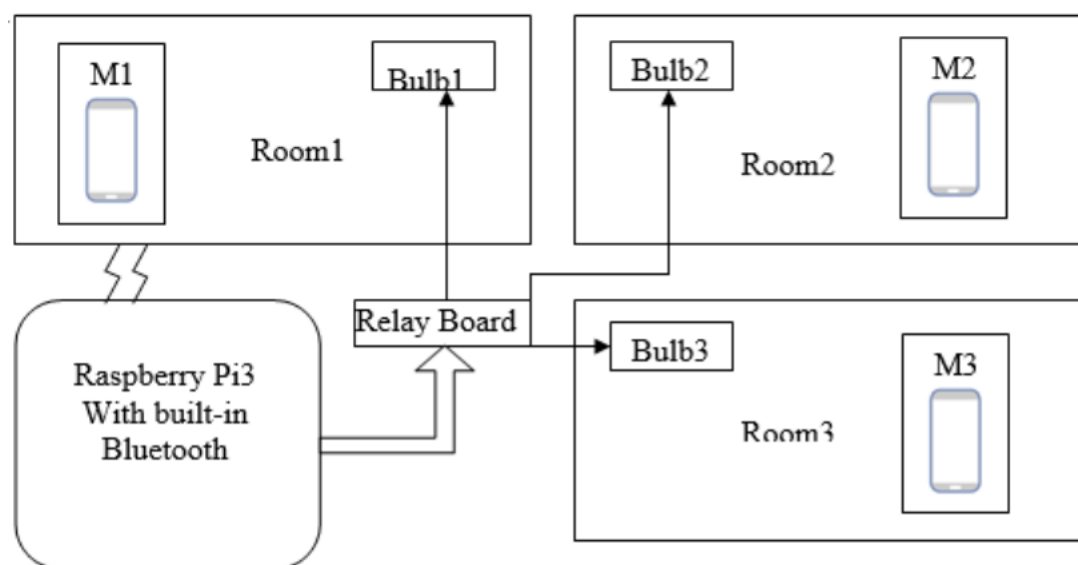 M1
Bulb1
Room1
Bulb2
M2
Room2
Relay Board
Raspberry Pi3
With built-in
Bluetooth
Bulb3
M3
Room3